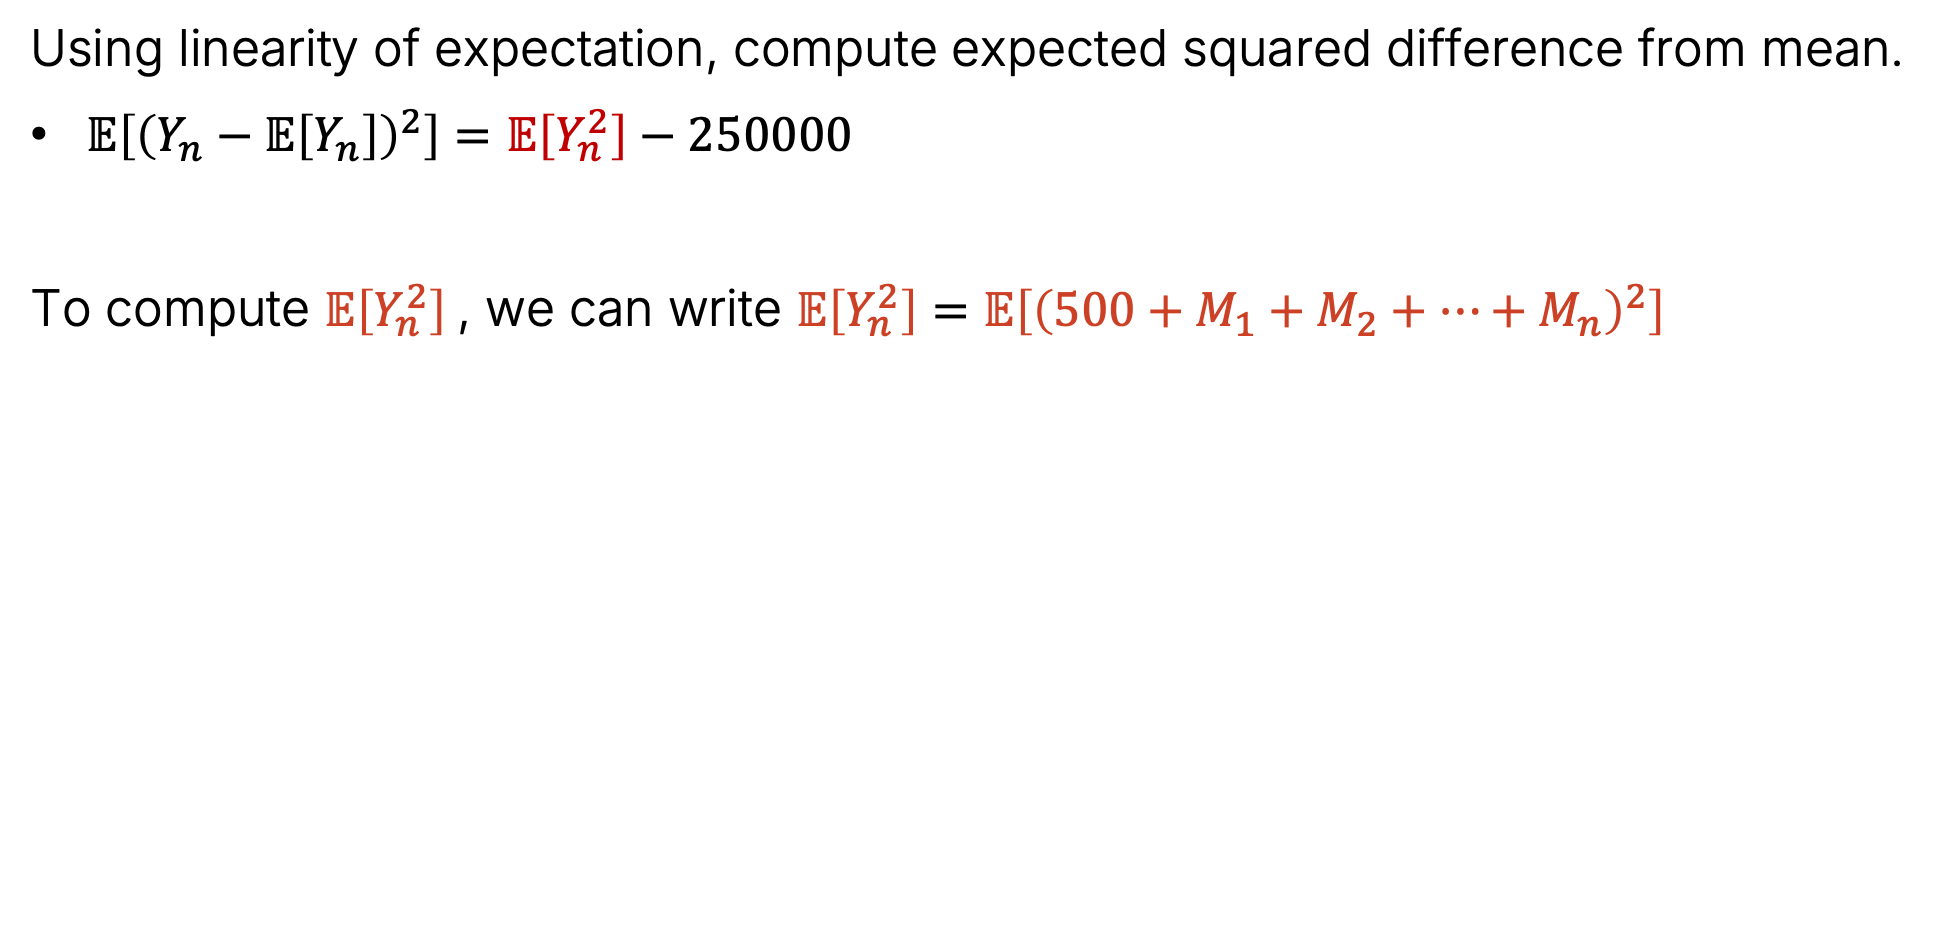 Using linearity of expectation, compute expected squared difference from mean.
• 𝔼[(Yₙ − 𝔼[Yₙ])²] = 𝔼[Yₙ²] − 250000
To compute 𝔼[Yₙ²] , we can write 𝔼[Yₙ²] = 𝔼[(500 + M₁ + M₂ + ⋯ + Mₙ)²]